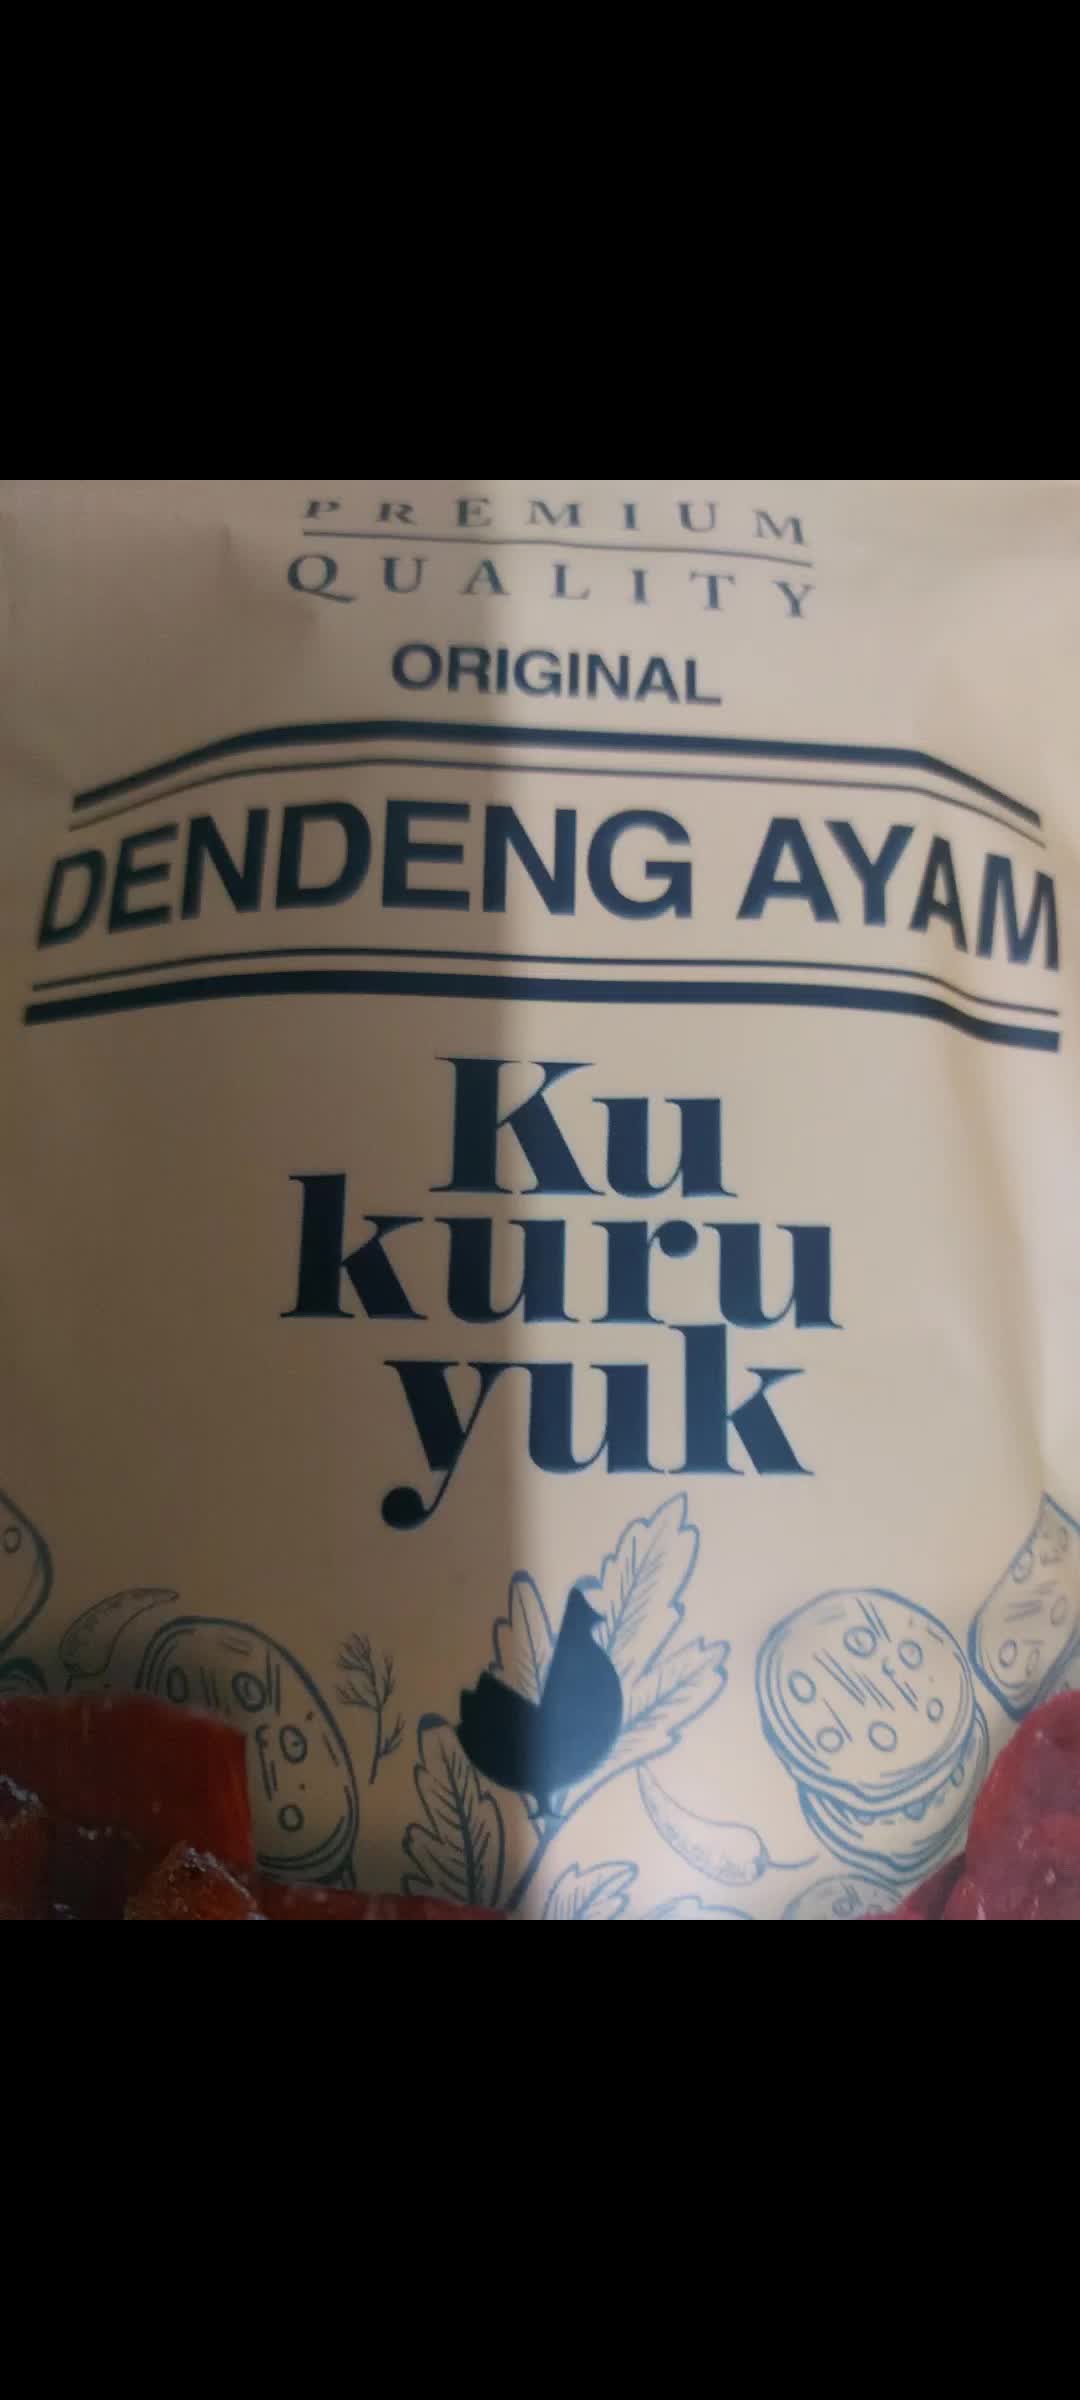 PREMIUM
QUALITY
ORIGINAL
DENDENG AYAM
Ku
kuru
yuk